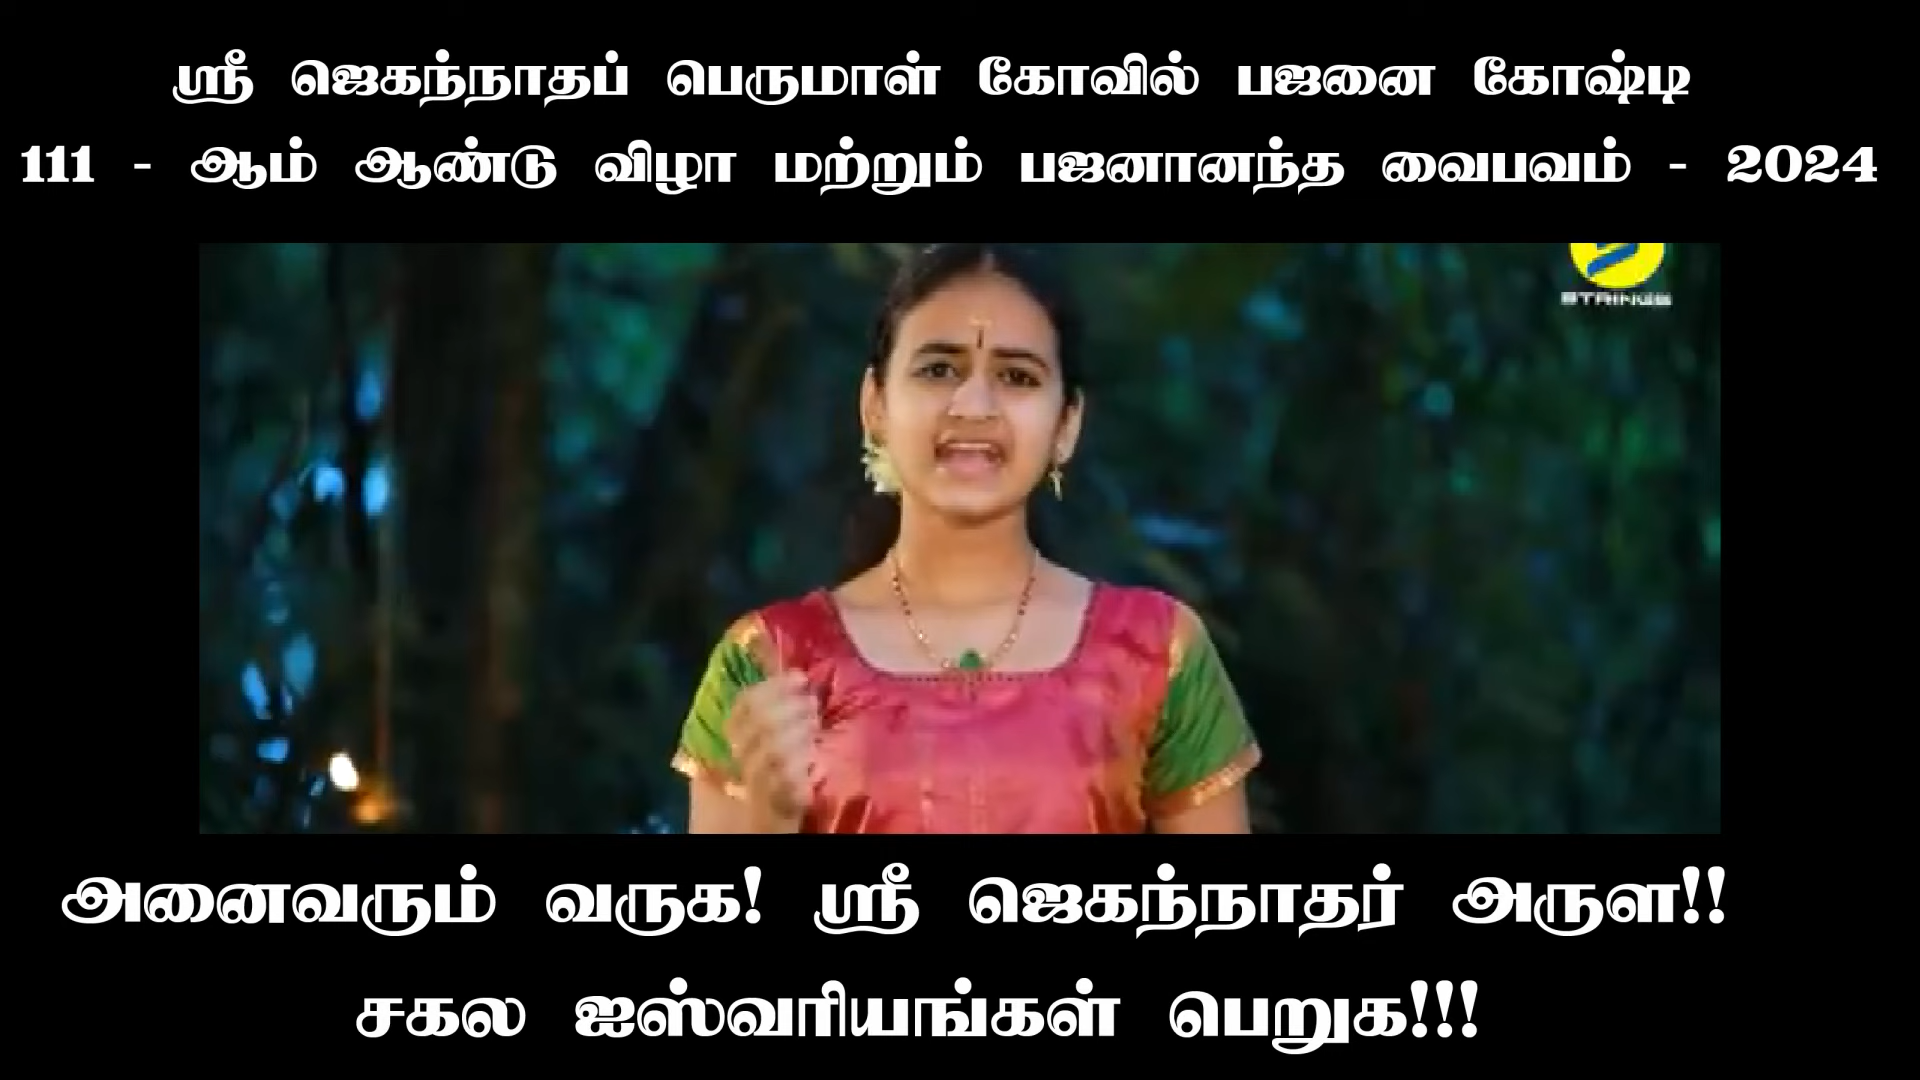 ஸ்ரீ ஜெகந்நாதப் பெருமாள் கோவில் பஜனை கோஷ்டி
111 - ஆம் ஆண்டு விழா மற்றும் பஜனானந்த வைபவம் - 2024
STRINGS
அனைவரும் வருக! ஸ்ரீ ஜெகந்நாதர் அருள!!
சகல ஐஸ்வரியங்கள் பெறுக!!!